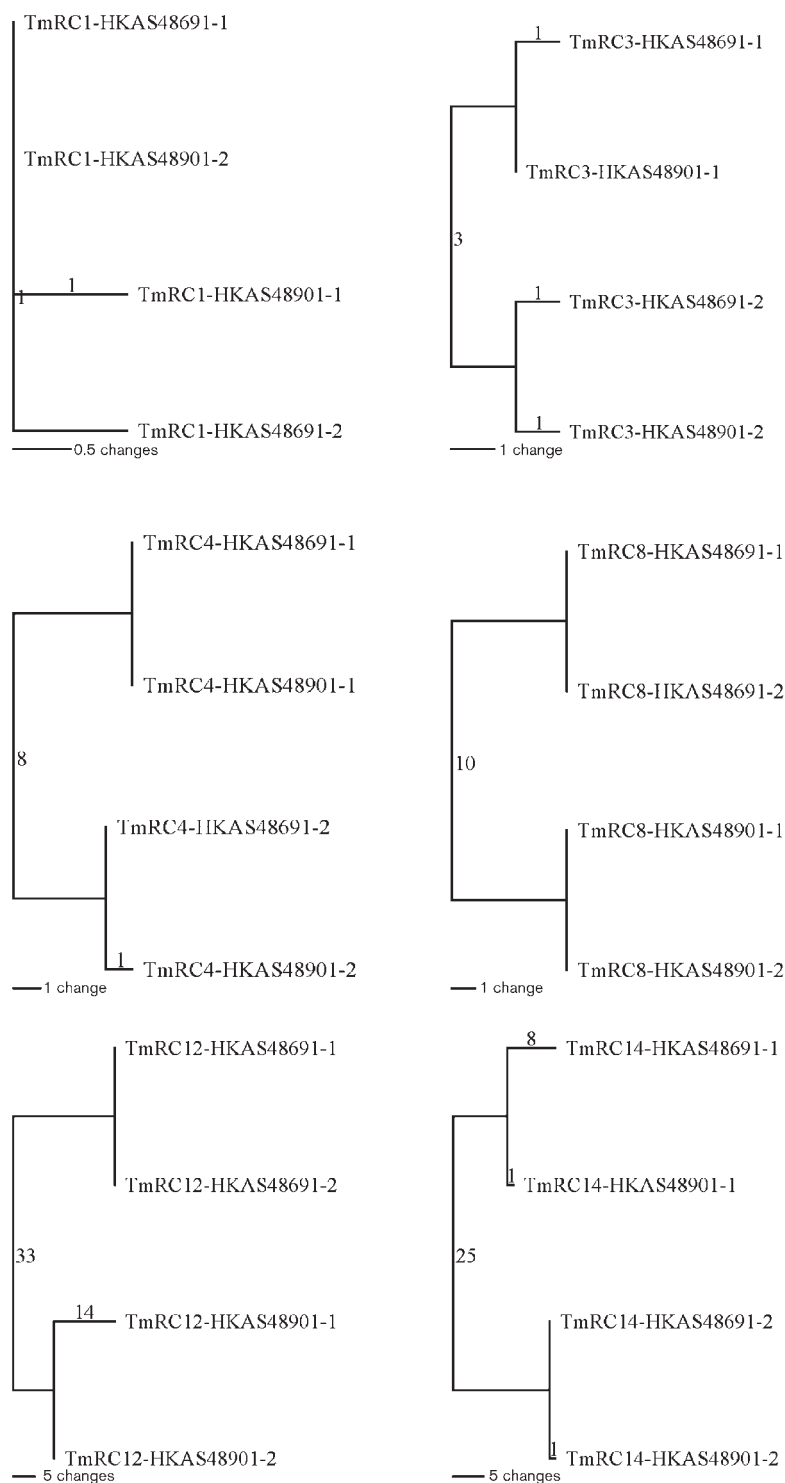 TmRC1-HKAS48691-1
TmRC1-HKAS48901-2
1
TmRC1-HKAS48901-1
1
TmRC1-HKAS48691-2
0.5 changes
1
TmRC3-HKAS48691-1
TmRC3-HKAS48901-1
3
1
TmRC3-HKAS48691-2
1
TmRC3-HKAS48901-2
1 change
TmRC4-HKAS48691-1
TmRC4-HKAS48901-1
8
TmRC4-HKAS48691-2
1
TmRC4-HKAS48901-2
1 change
TmRC8-HKAS48691-1
TmRC8-HKAS48691-2
10
TmRC8-HKAS48901-1
TmRC8-HKAS48901-2
1 change
TmRC12-HKAS48691-1
TmRC12-HKAS48691-2
33
14
TmRC12-HKAS48901-1
TmRC12-HKAS48901-2
5 changes
8
TmRC14-HKAS48691-1
1
TmRC14-HKAS48901-1
25
TmRC14-HKAS48691-2
1
TmRC14-HKAS48901-2
5 changes